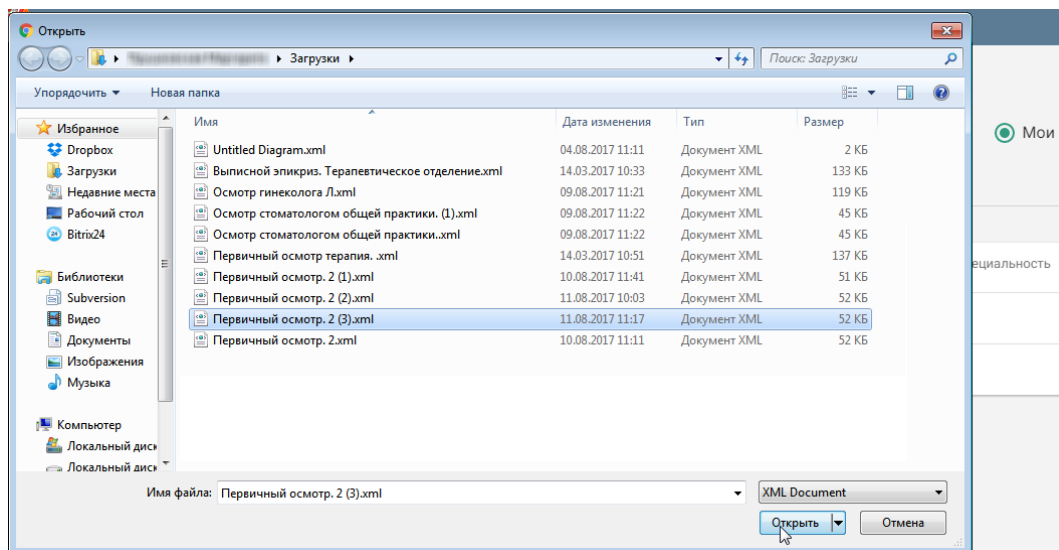 Открыть
Загрузки
Поиск: Загрузки
Упорядочить
Новая папка
Имя
Дата изменения
Тип
Размер
Избранное
Dropbox
Загрузки
Недавние места
Рабочий стол
Bitrix24
Библиотеки
Subversion
Видео
Документы
Изображения
Музыка
Компьютер
Локальный диск
Локальный диск
Untitled Diagram.xml 04.08.2017 11:11 Документ XML 2 КБ
Выписной эпикриз. Терапевтическое отделение.xml 14.03.2017 10:33 Документ XML 133 КБ
Осмотр гинеколога Л.xml 09.08.2017 11:21 Документ XML 119 КБ
Осмотр стоматологом общей практики. (1).xml 09.08.2017 11:22 Документ XML 45 КБ
Осмотр стоматологом общей практики..xml 09.08.2017 11:22 Документ XML 45 КБ
Первичный осмотр терапия. .xml 14.03.2017 10:51 Документ XML 137 КБ
Первичный осмотр. 2 (1).xml 10.08.2017 11:41 Документ XML 51 КБ
Первичный осмотр. 2 (2).xml 11.08.2017 10:03 Документ XML 52 КБ
Первичный осмотр. 2 (3).xml 11.08.2017 11:17 Документ XML 52 КБ
Первичный осмотр. 2.xml 10.08.2017 11:11 Документ XML 52 КБ
Имя файла: Первичный осмотр. 2 (3).xml
XML Document
Открыть
Отмена
Мои
ециальность